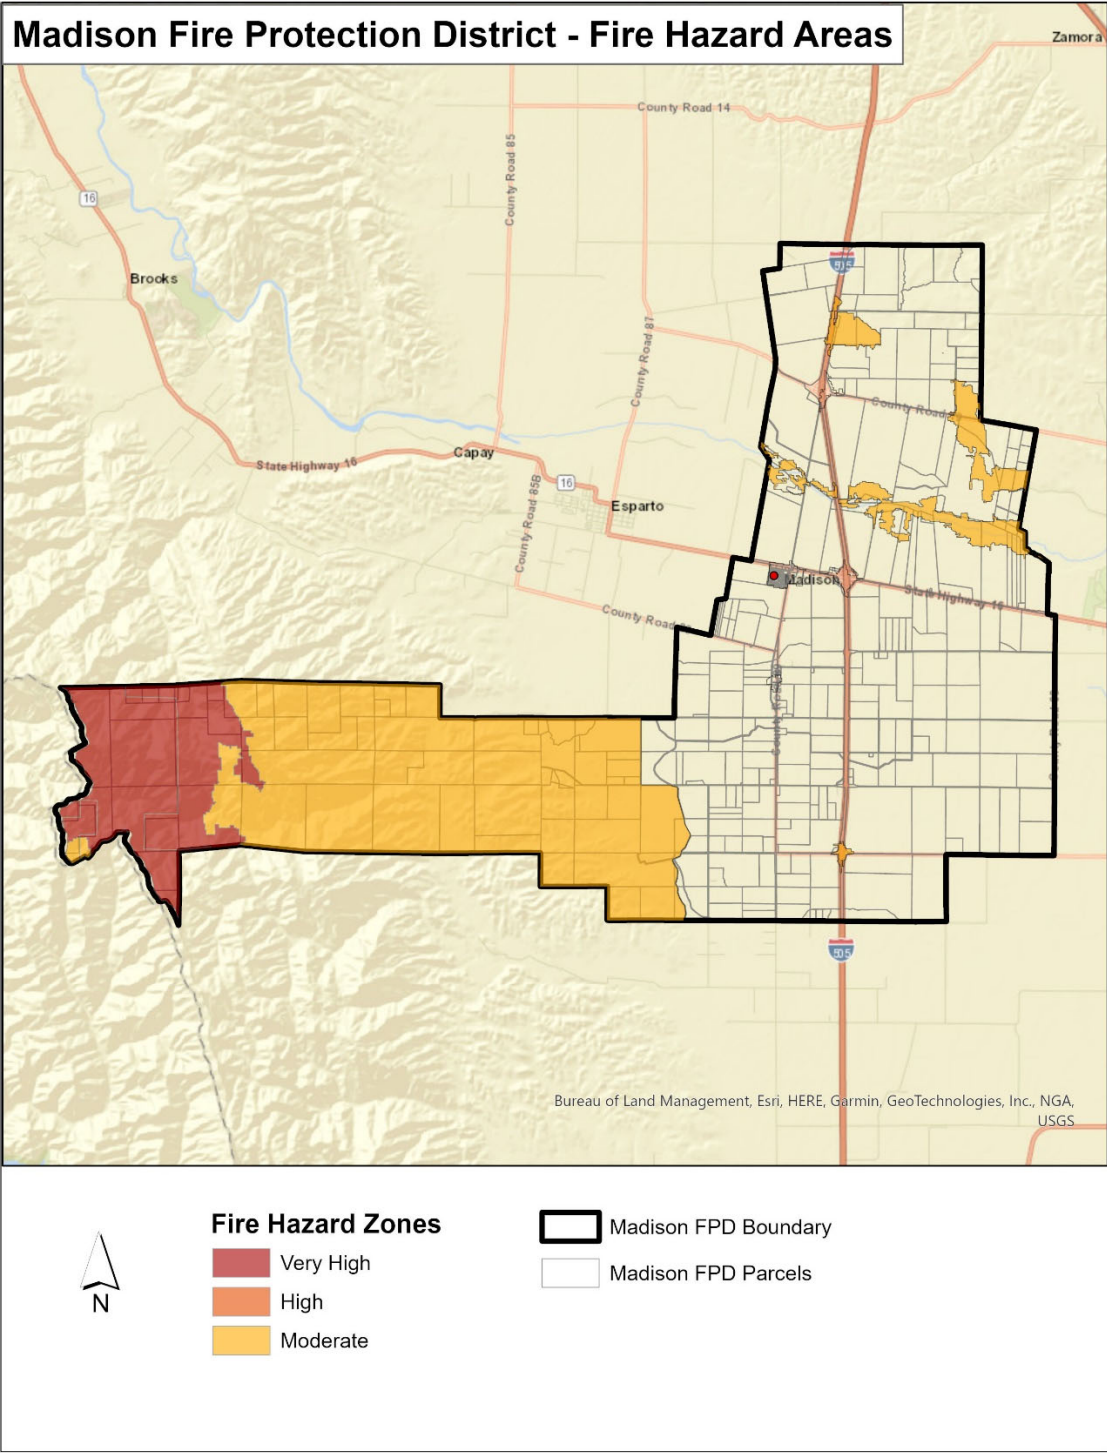 Madison Fire Protection District - Fire Hazard Areas
Zamora
County Road 14
County Road 85
16
Brooks
505
County Road 87
County Road
Capay
State Highway 16
16
County Road 85B
Esparto
Madison
State Highway 16
County Road
505
Bureau of Land Management, Esri, HERE, Garmin, GeoTechnologies, Inc., NGA,
USGS
Fire Hazard Zones
Very High
High
Moderate
Madison FPD Boundary
Madison FPD Parcels
N